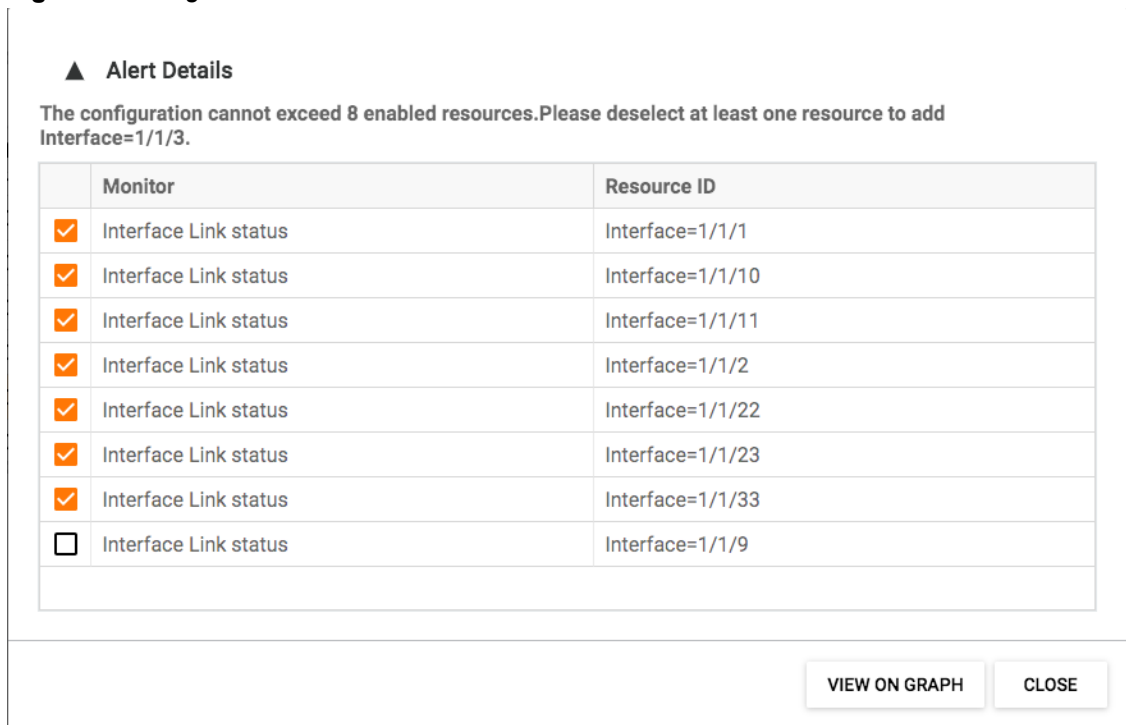 Alert Details
The configuration cannot exceed 8 enabled resources.Please deselect at least one resource to add
Interface=1/1/3.
Monitor Resource ID
Interface Link status Interface=1/1/1
Interface Link status Interface=1/1/10
Interface Link status Interface=1/1/11
Interface Link status Interface=1/1/2
Interface Link status Interface=1/1/22
Interface Link status Interface=1/1/23
Interface Link status Interface=1/1/33
Interface Link status Interface=1/1/9
VIEW ON GRAPH CLOSE